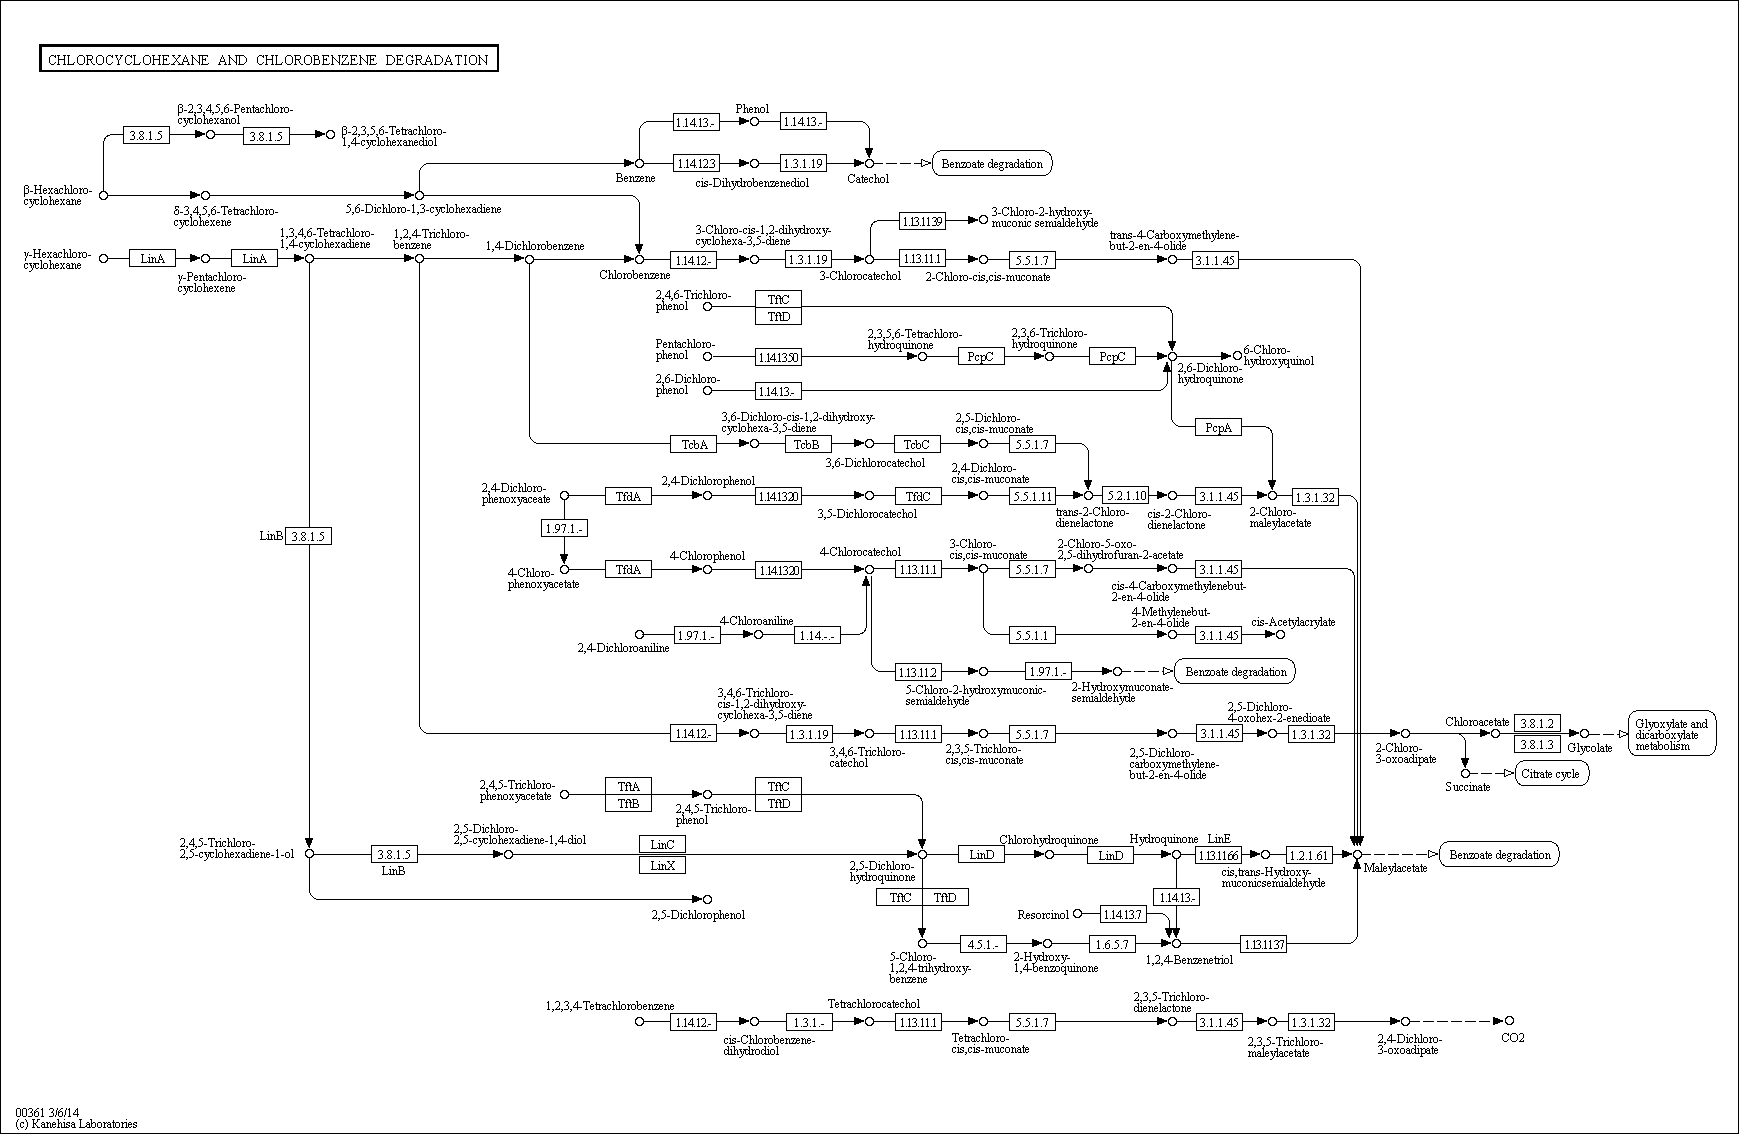 CHLOROCYCLOHEXANE AND CHLOROBENZENE DEGRADATION
β-2,3,4,5,6-Pentachloro-
cyclohexanol
3.8.1.5
3.8.1.5
β-2,3,5,6-Tetrachloro-
1,4-cyclohexanediol
Phenol
1.14.13.-
1.14.13.-
Benzene
1.14.12.3
cis-Dihydrobenzenediol
1.3.1.19
Catechol
Benzoate degradation
β-Hexachloro-
cyclohexane
δ-3,4,5,6-Tetrachloro-
cyclohexene
5,6-Dichloro-1,3-cyclohexadiene
γ-Hexachloro-
cyclohexane
LinA
γ-Pentachloro-
cyclohexene
LinA
1,3,4,6-Tetrachloro-
1,4-cyclohexadiene
1,2,4-Trichloro-
benzene
1,4-Dichlorobenzene
Chlorobenzene
1.14.12.-
3-Chloro-cis-1,2-dihydroxy-
cyclohexa-3,5-diene
1.3.1.19
3-Chlorocatechol
1.13.1139
3-Chloro-2-hydroxy-
muconic semialdehyde
1.13.11.1
2-Chloro-cis,cis-muconate
5.5.1.7
trans-4-Carboxymethylene-
but-2-en-4-olide
3.1.1.45
2,4,6-Trichloro-
phenol
TftC
TftD
Pentachloro-
phenol
1.14.1350
2,3,5,6-Tetrachloro-
hydroquinone
PcpC
2,3,6-Trichloro-
hydroquinone
PcpC
2,6-Dichloro-
hydroquinone
6-Chloro-
hydroxyquinol
2,6-Dichloro-
phenol
1.14.13.-
PcpA
TcbA
3,6-Dichloro-cis-1,2-dihydroxy-
cyclohexa-3,5-diene
TcbB
3,6-Dichlorocatechol
TcbC
2,5-Dichloro-
cis,cis-muconate
5.5.1.7
2,4-Dichloro-
phenoxyaceate
TfdA
2,4-Dichlorophenol
1.14.1320
3,5-Dichlorocatechol
TfdC
2,4-Dichloro-
cis,cis-muconate
5.5.1.11
trans-2-Chloro-
dienelactone
5.2.1.10
cis-2-Chloro-
dienelactone
3.1.1.45
2-Chloro-
maleylacetate
1.3.1.32
1.97.1.-
LinB
3.8.1.5
4-Chloro-
phenoxyacetate
TfdA
4-Chlorophenol
1.14.1320
4-Chlorocatechol
1.13.11.1
3-Chloro-
cis,cis-muconate
5.5.1.7
2-Chloro-5-oxo-
2,5-dihydrofuran-2-acetate
cis-4-Carboxymethylenebut-
2-en-4-olide
3.1.1.45
2,4-Dichloroaniline
1.97.1.-
4-Chloroaniline
1.14.-.-
5.5.1.1
4-Methylenebut-
2-en-4-olide
3.1.1.45
cis-Acetylacrylate
1.13.11.2
5-Chloro-2-hydroxymuconic-
semialdehyde
1.97.1.-
2-Hydroxymuconate-
semialdehyde
Benzoate degradation
1.14.12.-
3,4,6-Trichloro-
cis-1,2-dihydroxy-
cyclohexa-3,5-diene
1.3.1.19
3,4,6-Trichloro-
catechol
1.13.11.1
2,3,5-Trichloro-
cis,cis-muconate
5.5.1.7
2,5-Dichloro-
carboxymethylene-
but-2-en-4-olide
3.1.1.45
2,5-Dichloro-
4-oxohex-2-enedioate
1.3.1.32
2-Chloro-
3-oxoadipate
Chloroacetate
3.8.1.2
3.8.1.3
Glycolate
Glyoxylate and
dicarboxylate
metabolism
Succinate
Citrate cycle
2,4,5-Trichloro-
phenoxyacetate
TftA
TftB
2,4,5-Trichloro-
phenol
TftC
TftD
2,4,5-Trichloro-
2,5-cyclohexadiene-1-ol
3.8.1.5
LinB
2,5-Dichloro-
2,5-cyclohexadiene-1,4-diol
LinC
LinX
2,5-Dichloro-
hydroquinone
LinD
Chlorohydroquinone
LinD
Hydroquinone
LinE
1.13.1166
cis,trans-Hydroxy-
muconicsemialdehyde
1.2.1.61
Maleylacetate
Benzoate degradation
2,5-Dichlorophenol
TftC
TftD
1.14.13.-
Resorcinol
1.14.13.7
5-Chloro-
1,2,4-trihydroxy-
benzene
4.5.1.-
2-Hydroxy-
1,4-benzoquinone
1.6.5.7
1,2,4-Benzenetriol
1.13.1137
1,2,3,4-Tetrachlorobenzene
1.14.12.-
cis-Chlorobenzene-
dihydrodiol
1.3.1.-
Tetrachlorocatechol
1.13.11.1
Tetrachloro-
cis,cis-muconate
5.5.1.7
2,3,5-Trichloro-
dienelactone
3.1.1.45
2,3,5-Trichloro-
maleylacetate
1.3.1.32
2,4-Dichloro-
3-oxoadipate
CO2
00361 3/6/14
(c) Kanehisa Laboratories